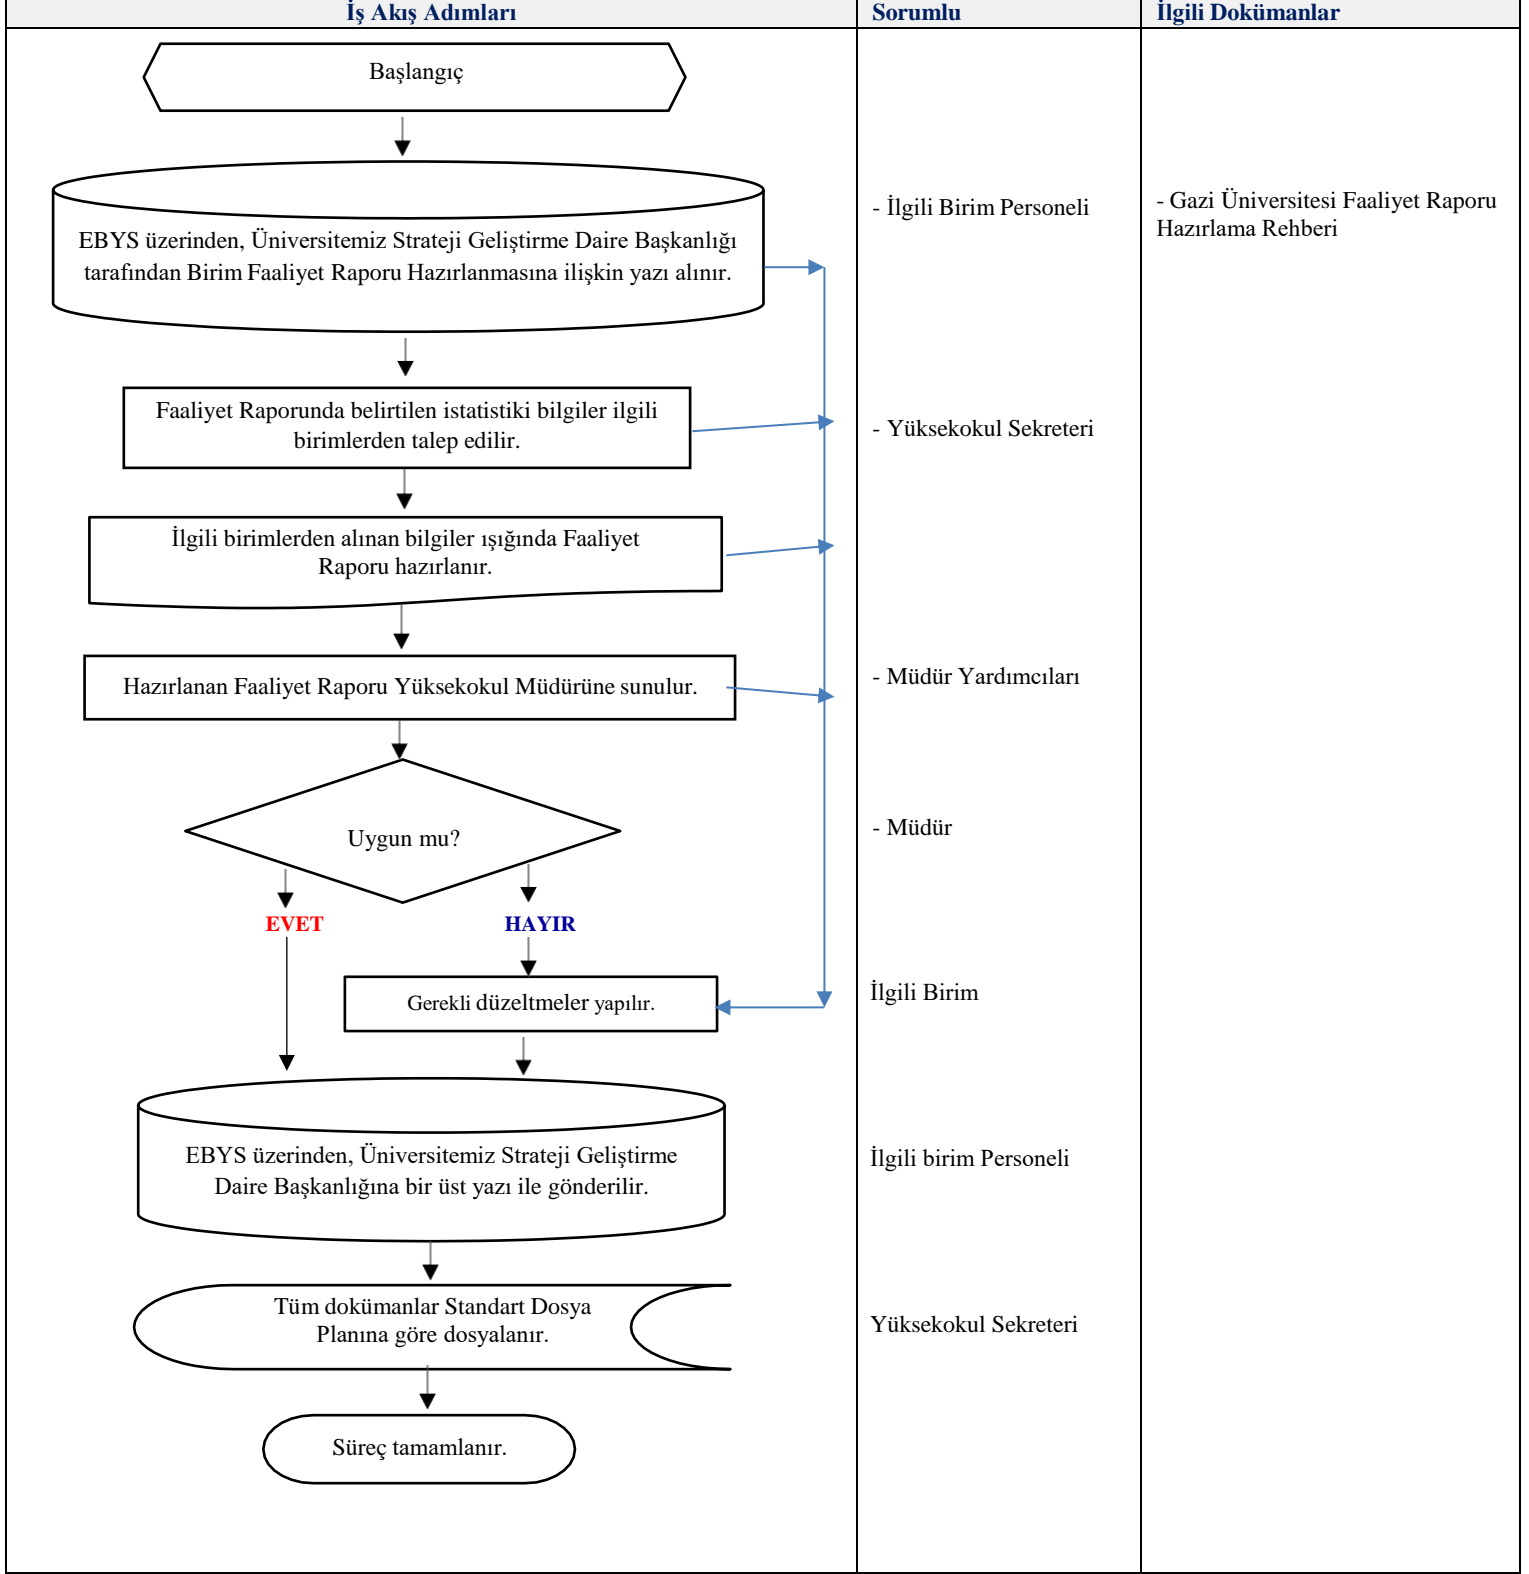 İş Akış Adımları
Sorumlu
İlgili Dokümanlar
Başlangıç
EBYS üzerinden, Üniversitemiz Strateji Geliştirme Daire Başkanlığı
tarafından Birim Faaliyet Raporu Hazırlanmasına ilişkin yazı alınır.
- İlgili Birim Personeli
- Gazi Üniversitesi Faaliyet Raporu
Hazırlama Rehberi
Faaliyet Raporunda belirtilen istatistiki bilgiler ilgili
birimlerden talep edilir.
- Yüksekokul Sekreteri
İlgili birimlerden alınan bilgiler ışığında Faaliyet
Raporu hazırlanır.
Hazırlanan Faaliyet Raporu Yüksekokul Müdürüne sunulur.
- Müdür Yardımcıları
Uygun mu?
- Müdür
EVET
HAYIR
Gerekli düzeltmeler yapılır.
İlgili Birim
EBYS üzerinden, Üniversitemiz Strateji Geliştirme
Daire Başkanlığına bir üst yazı ile gönderilir.
İlgili birim Personeli
Tüm dokümanlar Standart Dosya
Planına göre dosyalanır.
Yüksekokul Sekreteri
Süreç tamamlanır.